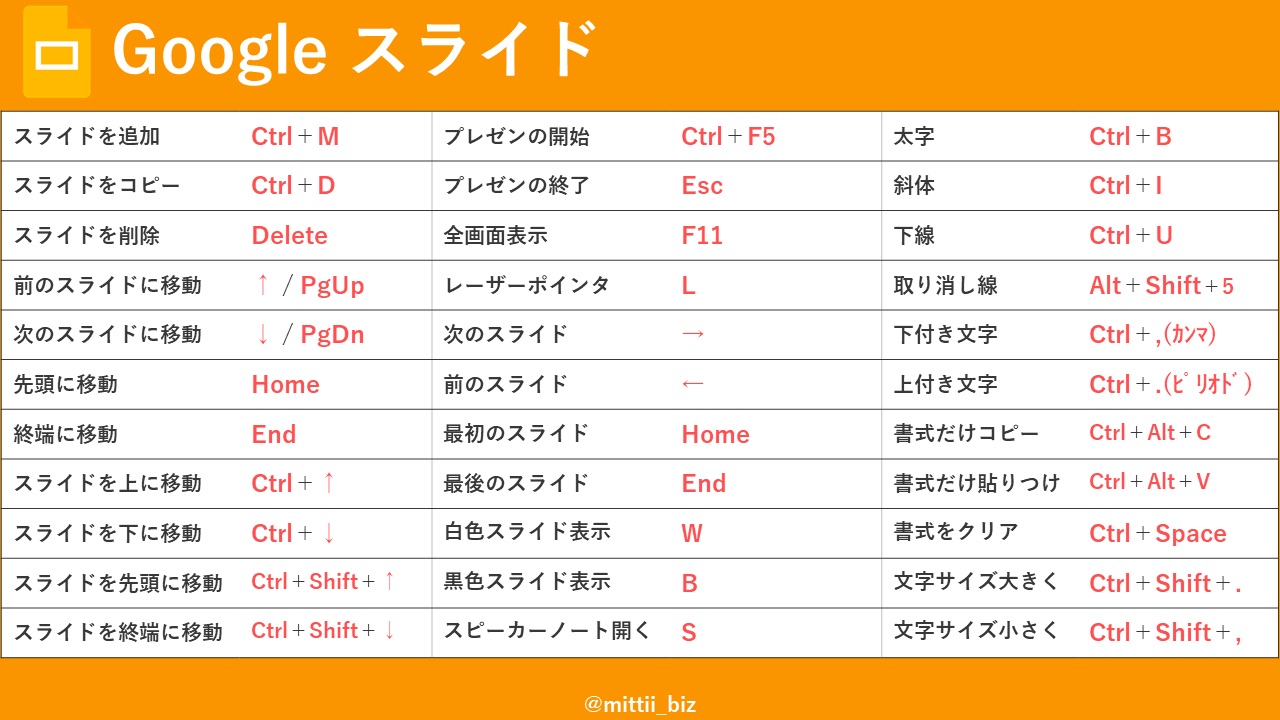 Google スライド
スライドを追加 Ctrl+M プレゼンの開始 Ctrl+F5 太字 Ctrl+B
スライドをコピー Ctrl+D プレゼンの終了 Esc 斜体 Ctrl+I
スライドを削除 Delete 全画面表示 F11 下線 Ctrl+U
前のスライドに移動 ↑ / PgUp レーザーポインタ L 取り消し線 Alt+Shift+5
次のスライドに移動 ↓ / PgDn 次のスライド → 下付き文字 Ctrl+,(ｶﾝﾏ)
先頭に移動 Home 前のスライド ← 上付き文字 Ctrl+.(ﾋﾟﾘｵﾄﾞ)
終端に移動 End 最初のスライド Home 書式だけコピー Ctrl+Alt+C
スライドを上に移動 Ctrl+↑ 最後のスライド End 書式だけ貼りつけ Ctrl+Alt+V
スライドを下に移動 Ctrl+↓ 白色スライド表示 W 書式をクリア Ctrl+Space
スライドを先頭に移動 Ctrl+Shift+↑ 黒色スライド表示 B 文字サイズ大きく Ctrl+Shift+.
スライドを終端に移動 Ctrl+Shift+↓ スピーカーノート開く S 文字サイズ小さく Ctrl+Shift+,
@mittii_biz